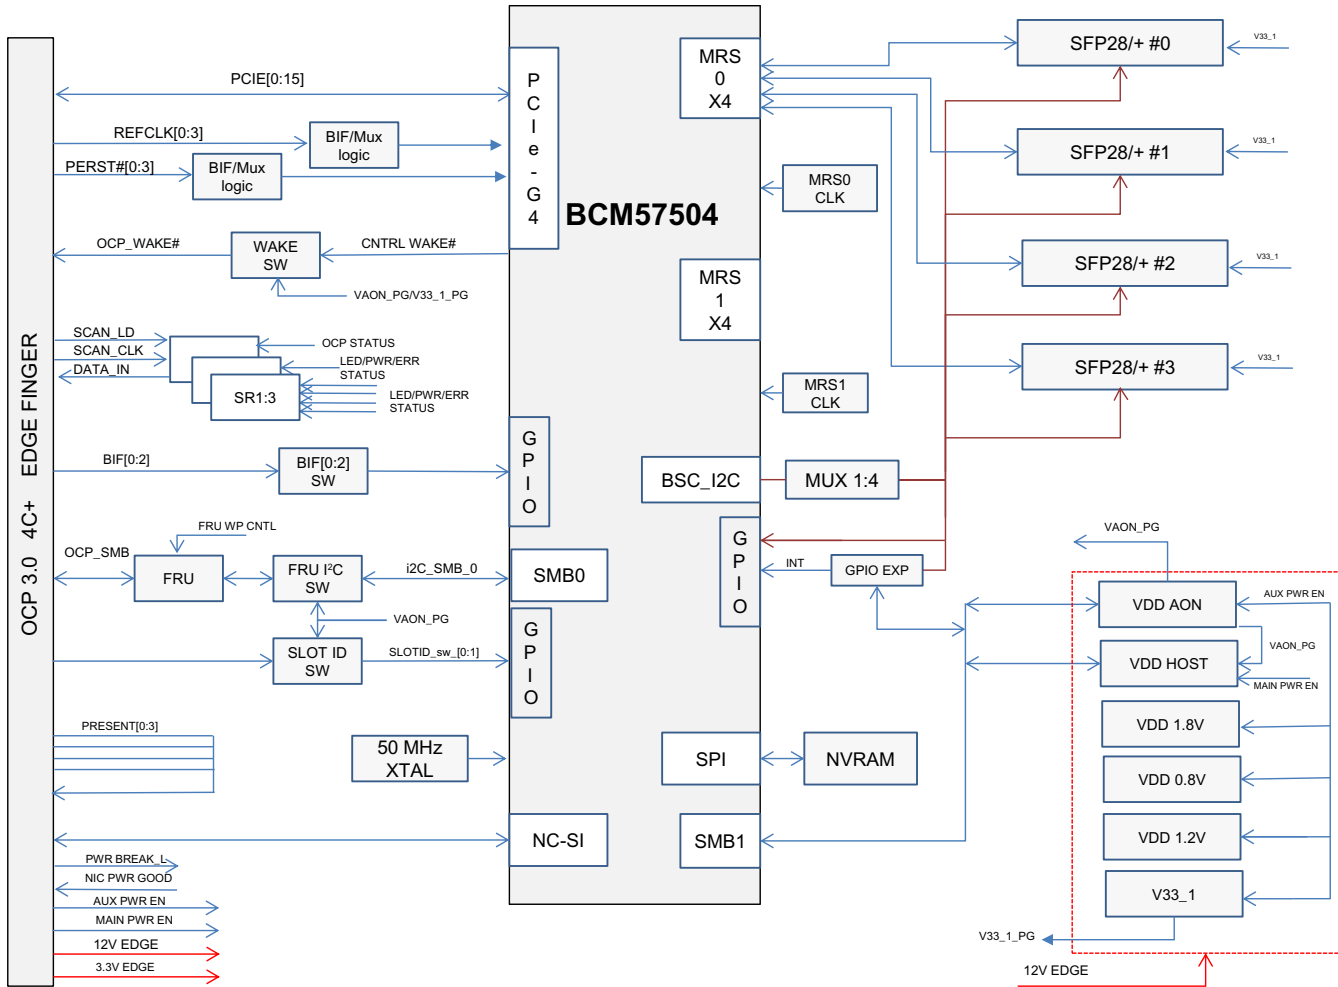 OCP 3.0 4C+ EDGE FINGER
PCIE[0:15]
REFCLK[0:3]
BIF/Mux
logic
PERST#[0:3]
BIF/Mux
logic
OCP_WAKE#
WAKE
SW
CNTRL WAKE#
VAON_PG/V33_1_PG
SCAN_LD
SCAN_CLK
DATA_IN
OCP STATUS
LED/PWR/ERR
STATUS
SR1:3
LED/PWR/ERR
STATUS
BIF[0:2]
BIF[0:2]
SW
FRU WP CNTL
OCP_SMB
FRU
FRU I²C
SW
i2C_SMB_0
VAON_PG
SLOT ID
SW
SLOTID_sw_[0:1]
PRESENT[0:3]
50 MHz
XTAL
PWR BREAK_L
NIC PWR GOOD
AUX PWR EN
MAIN PWR EN
12V EDGE
3.3V EDGE
P
C
I
e
-
G
4
BCM57504
G
P
I
O
SMB0
G
P
I
O
NC-SI
MRS
0
X4
MRS0
CLK
MRS
1
X4
MRS1
CLK
BSC_I2C
MUX 1:4
G
P
I
O
INT
GPIO EXP
SPI
NVRAM
SMB1
SFP28/+ #0
V33_1
SFP28/+ #1
V33_1
SFP28/+ #2
V33_1
SFP28/+ #3
V33_1
VAON_PG
VDD AON
AUX PWR EN
VAON_PG
VDD HOST
MAIN PWR EN
VDD 1.8V
VDD 0.8V
VDD 1.2V
V33_1
V33_1_PG
12V EDGE